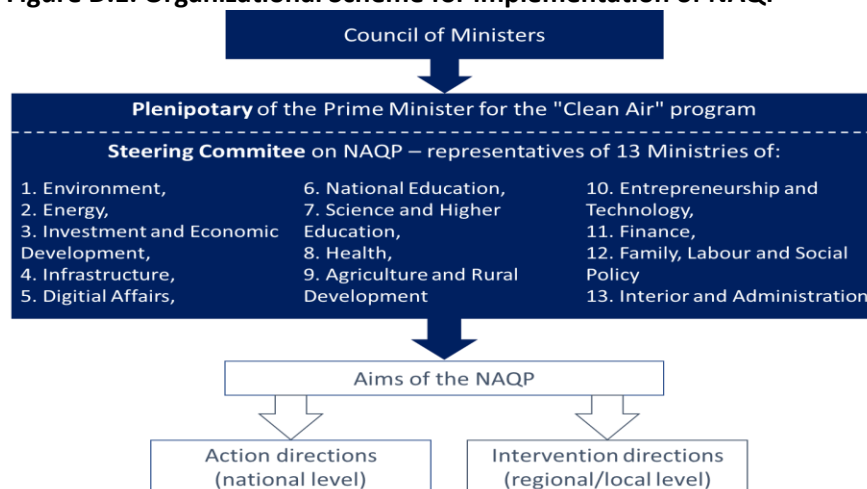 Figure D.1: Organizational Scheme for Implementation of NAQP
Council of Ministers
Plenipotary of the Prime Minister for the "Clean Air" program
Steering Commitee on NAQP – representatives of 13 Ministries of:
1. Environment,
2. Energy,
3. Investment and Economic
Development,
4. Infrastructure,
5. Digitial Affairs,
6. National Education,
7. Science and Higher
Education,
8. Health,
9. Agriculture and Rural
Development
10. Entrepreneurship and
Technology,
11. Finance,
12. Family, Labour and Social
Policy
13. Interior and Administration
Aims of the NAQP
Action directions
(national level)
Intervention directions
(regional/local level)